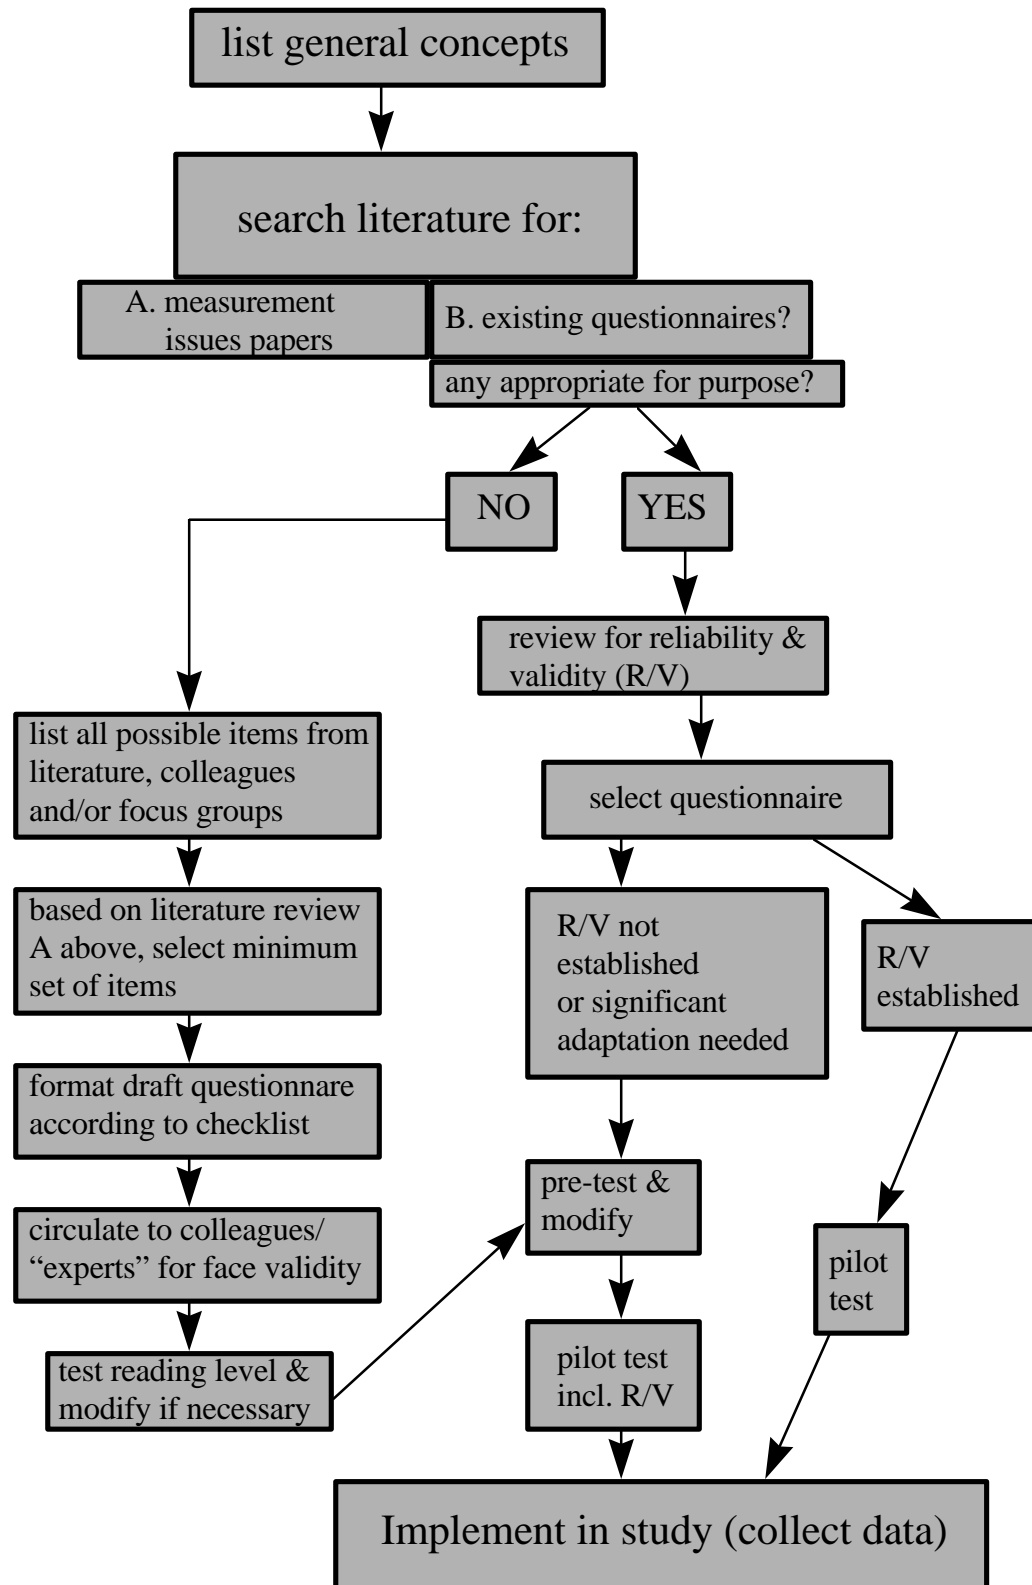 list general concepts
search literature for:
A. measurement
issues papers
B. existing questionnaires?
any appropriate for purpose?
NO
YES
review for reliability &
validity (R/V)
list all possible items from
literature, colleagues
and/or focus groups
select questionnaire
based on literature review
A above, select minimum
set of items
R/V not
established
or significant
adaptation needed
R/V
established
format draft questionnare
according to checklist
pre-test &
modify
circulate to colleagues/
“experts” for face validity
pilot
test
test reading level &
modify if necessary
pilot test
incl. R/V
Implement in study (collect data)